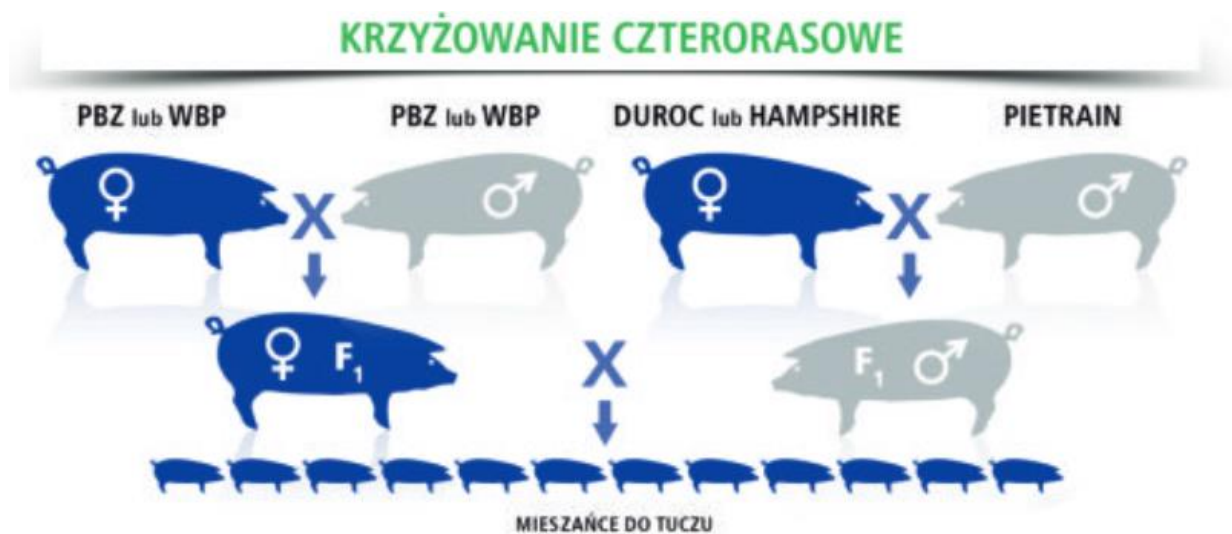 KRZYŻOWANIE CZTERORASOWE
PBZ lub WBP PBZ lub WBP DUROC lub HAMPSHIRE PIETRAIN
♀ X ♂ ♀ X ♂
♀ F₁ X F₁ ♂
MIESZAŃCE DO TUCZU